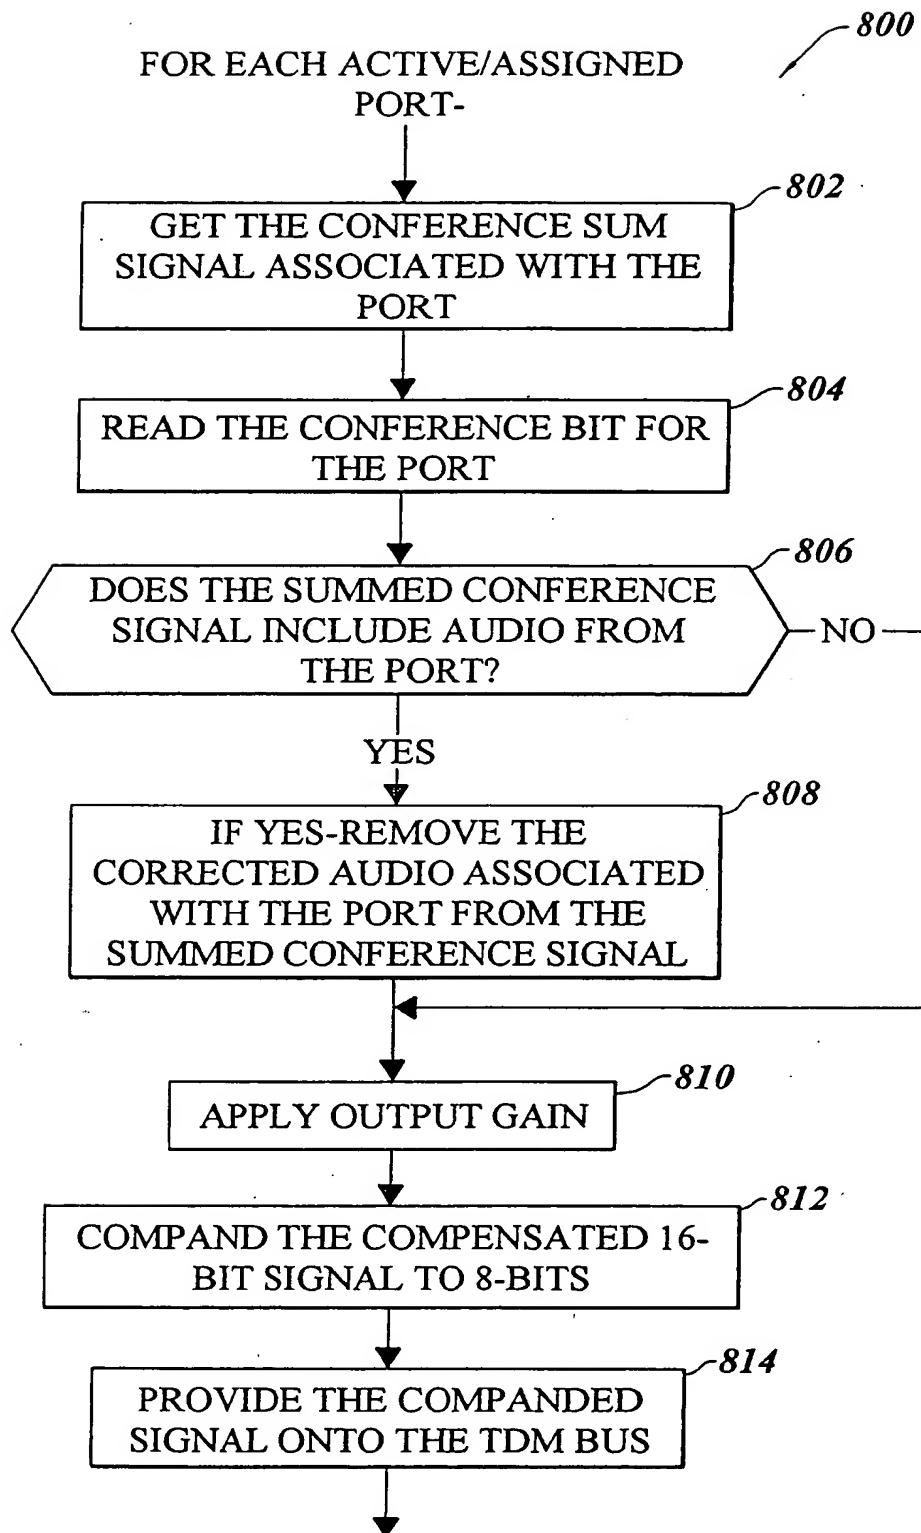 800
FOR EACH ACTIVE/ASSIGNED
PORT-
802
GET THE CONFERENCE SUM
SIGNAL ASSOCIATED WITH THE
PORT
804
READ THE CONFERENCE BIT FOR
THE PORT
806
DOES THE SUMMED CONFERENCE
SIGNAL INCLUDE AUDIO FROM
THE PORT?
NO
YES
808
IF YES-REMOVE THE
CORRECTED AUDIO ASSOCIATED
WITH THE PORT FROM THE
SUMMED CONFERENCE SIGNAL
810
APPLY OUTPUT GAIN
812
COMPAND THE COMPENSATED 16-
BIT SIGNAL TO 8-BITS
814
PROVIDE THE COMPANDED
SIGNAL ONTO THE TDM BUS